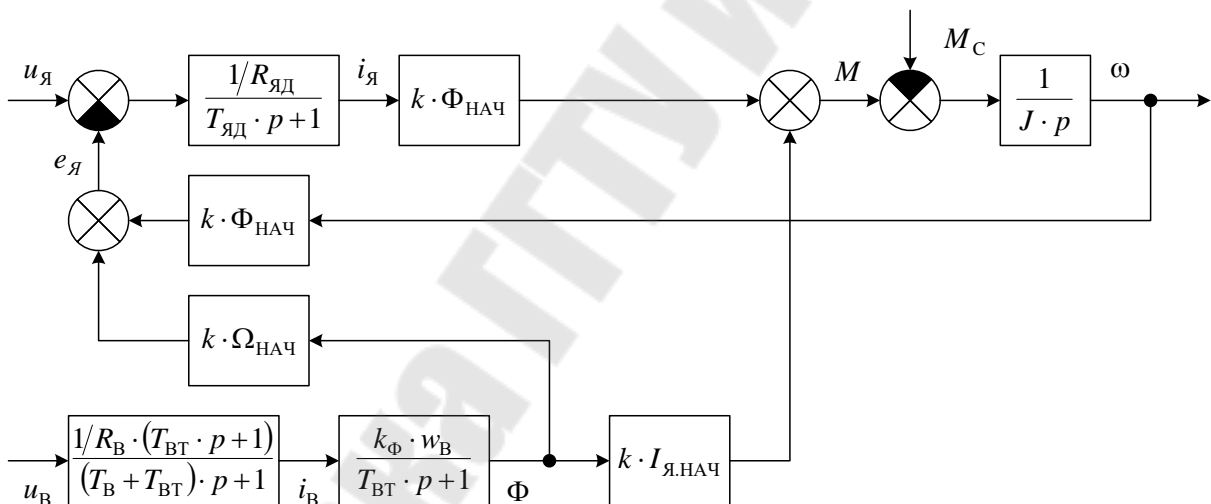 u_Я
1/R_ЯД
T_ЯД · p + 1
i_Я
k · Φ_НАЧ
M
M_С
1
J · p
ω
e_Я
k · Φ_НАЧ
k · Ω_НАЧ
u_В
1/R_В · (T_ВТ · p + 1)
(T_В + T_ВТ) · p + 1
i_В
k_Φ · w_В
T_ВТ · p + 1
Φ
k · I_Я.НАЧ